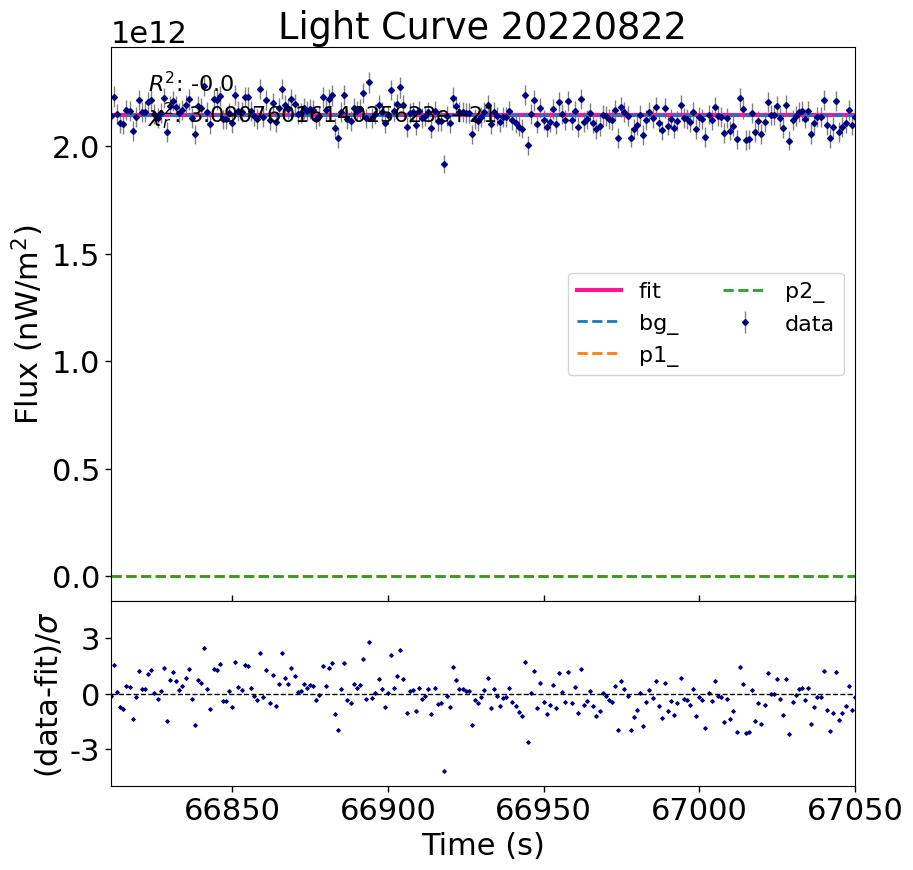 Light Curve 20220822
1e12
R²: -0.0
2.0
1.5
1.0
0.5
0.0
Flux (nW/m²)
fit
bg_
p1_
p2_
data
3
0
-3
(data-fit)/σ
66850 66900 66950 67000 67050
Time (s)